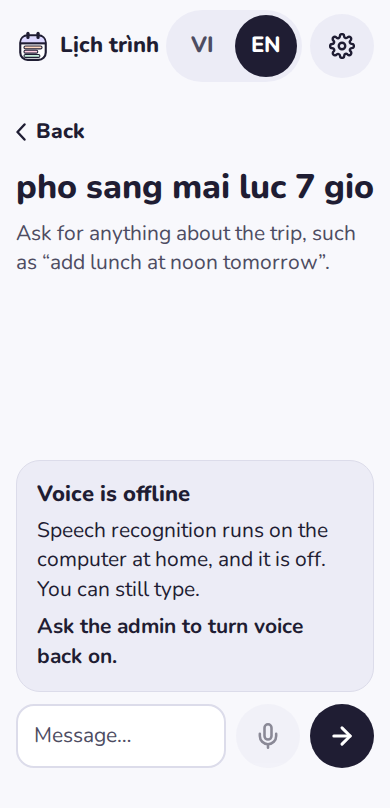 Lịch trình
VI
EN
Back
pho sang mai luc 7 gio
Ask for anything about the trip, such
as “add lunch at noon tomorrow”.
Voice is offline
Speech recognition runs on the
computer at home, and it is off.
You can still type.
Ask the admin to turn voice
back on.
Message...